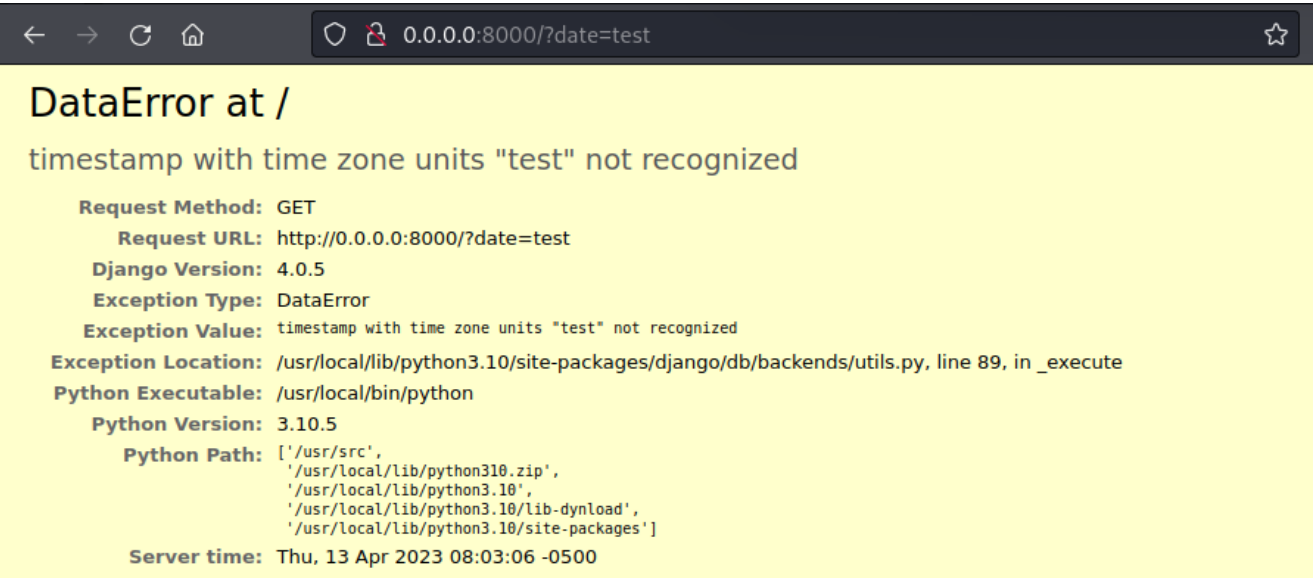 0.0.0.0:8000/?date=test
DataError at /
timestamp with time zone units "test" not recognized
Request Method: GET
Request URL: http://0.0.0.0:8000/?date=test
Django Version: 4.0.5
Exception Type: DataError
Exception Value: timestamp with time zone units "test" not recognized
Exception Location: /usr/local/lib/python3.10/site-packages/django/db/backends/utils.py, line 89, in _execute
Python Executable: /usr/local/bin/python
Python Version: 3.10.5
Python Path: ['/usr/src',
'/usr/local/lib/python310.zip',
'/usr/local/lib/python3.10',
'/usr/local/lib/python3.10/lib-dynload',
'/usr/local/lib/python3.10/site-packages']
Server time: Thu, 13 Apr 2023 08:03:06 -0500